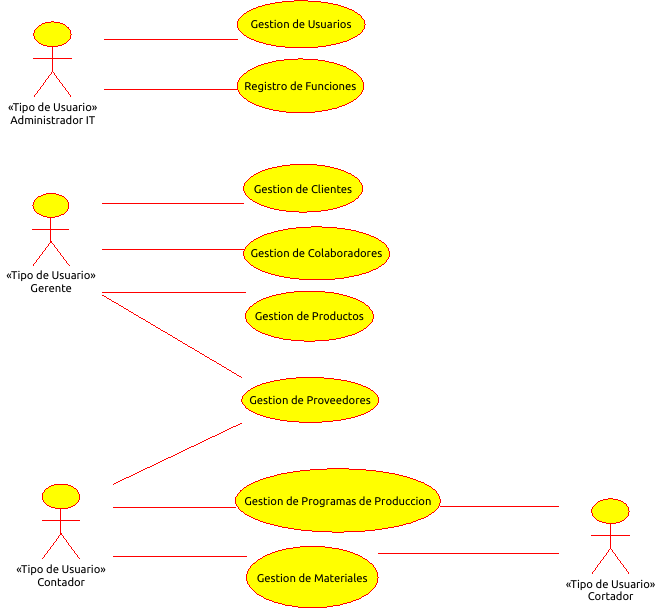 Gestion de Usuarios
Registro de Funciones
«Tipo de Usuario»
Administrador IT
Gestion de Clientes
Gestion de Colaboradores
«Tipo de Usuario»
Gerente
Gestion de Productos
Gestion de Proveedores
Gestion de Programas de Produccion
«Tipo de Usuario»
Contador
Gestion de Materiales
«Tipo de Usuario»
Cortador